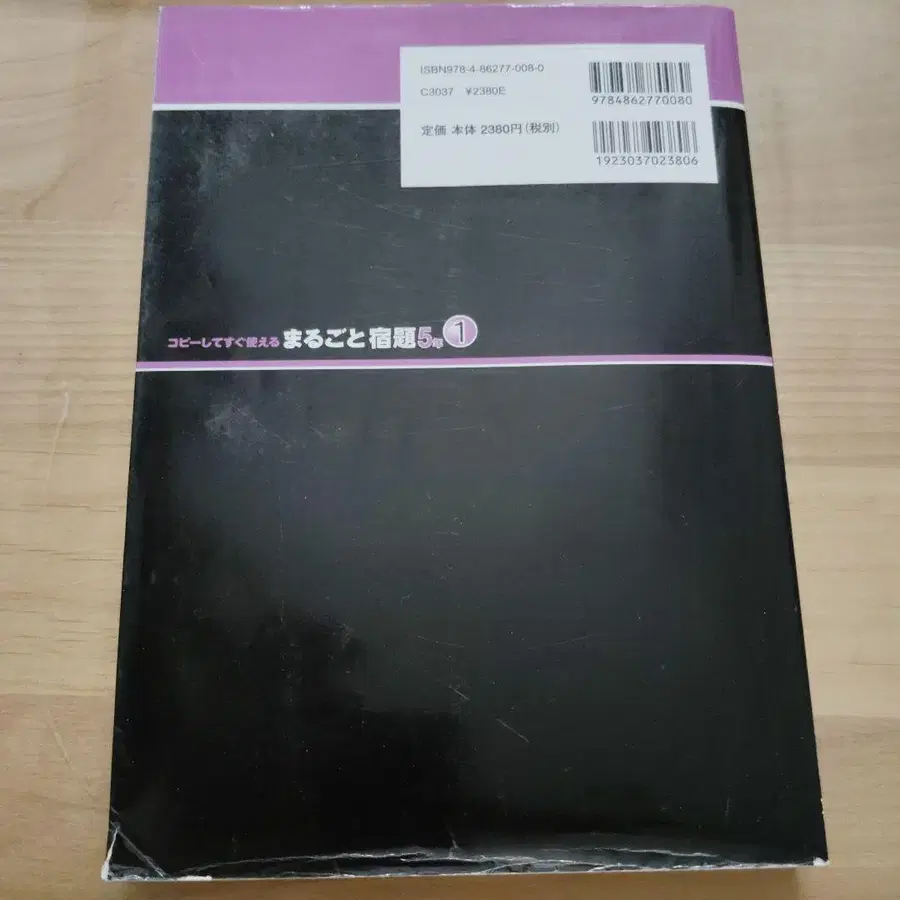 ISBN978-4-86277-008-0
C3037 ¥2380E
定価 本体 2380円(税別)
9784862770080
1923037023806
コピーしてすぐ使える まるごと宿題5年1